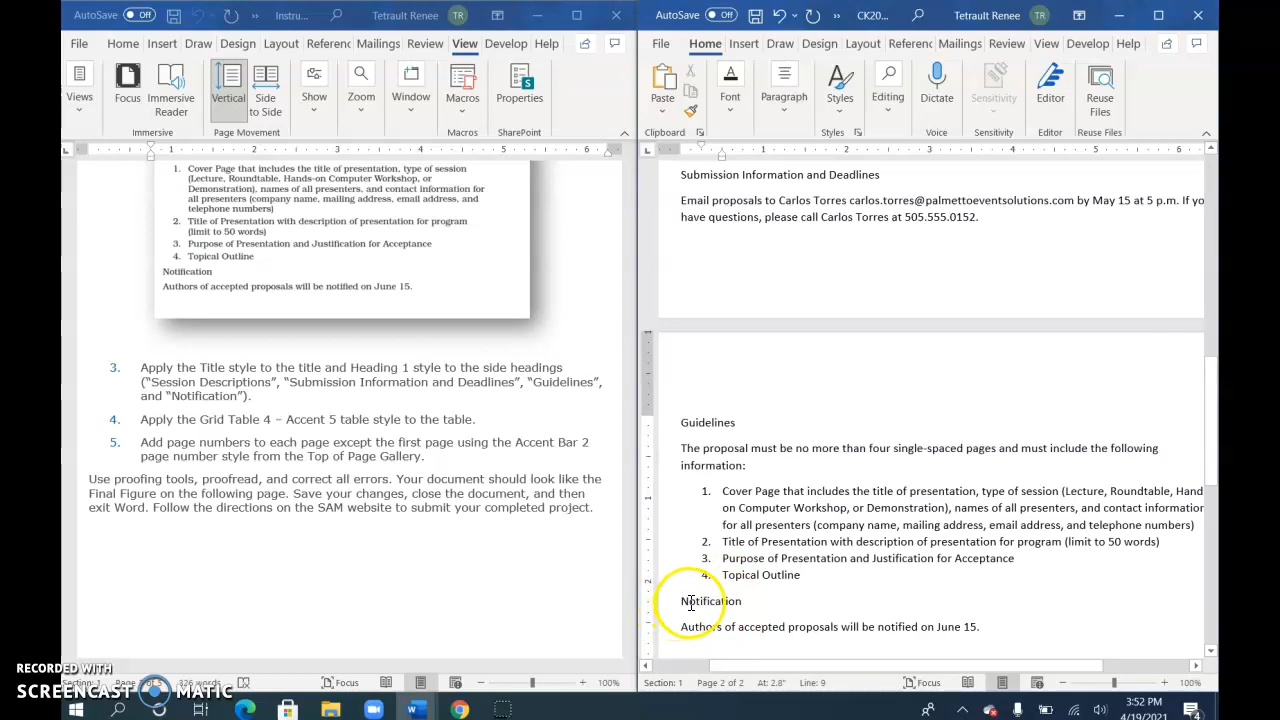 AutoSave Off Instru... Tetrault Renee TR
File Home Insert Draw Design Layout Referenc Mailings Review View Develop Help
Views Focus Immersive Reader Vertical Side to Side Show Zoom Window Macros Properties
Immersive Page Movement Macros SharePoint
1 2 3 4 5 6
1. Cover Page that includes the title of presentation, type of session
(Lecture, Roundtable, Hands-on Computer Workshop, or
Demonstration), names of all presenters, and contact information for
all presenters (company name, mailing address, email address, and
telephone numbers)
2. Title of Presentation with description of presentation for program
(limit to 50 words)
3. Purpose of Presentation and Justification for Acceptance
4. Topical Outline
Notification
Authors of accepted proposals will be notified on June 15.
3. Apply the Title style to the title and Heading 1 style to the side headings
(“Session Descriptions”, “Submission Information and Deadlines”, “Guidelines”,
and “Notification”).
4. Apply the Grid Table 4 – Accent 5 table style to the table.
5. Add page numbers to each page except the first page using the Accent Bar 2
page number style from the Top of Page Gallery.
Use proofing tools, proofread, and correct all errors. Your document should look like the
Final Figure on the following page. Save your changes, close the document, and then
exit Word. Follow the directions on the SAM website to submit your completed project.
Section: 1 826 words Focus 100%
AutoSave Off CK20... Tetrault Renee TR
File Home Insert Draw Design Layout Referenc Mailings Review View Develop Help
Paste Font Paragraph Styles Editing Dictate Sensitivity Editor Reuse Files
Clipboard Styles Voice Sensitivity Editor Reuse Files
1 2 3 4 5 6
Submission Information and Deadlines
Email proposals to Carlos Torres carlos.torres@palmettoeventsolutions.com by May 15 at 5 p.m. If yo
have questions, please call Carlos Torres at 505.555.0152.
Guidelines
The proposal must be no more than four single-spaced pages and must include the following
information:
1. Cover Page that includes the title of presentation, type of session (Lecture, Roundtable, Hand
on Computer Workshop, or Demonstration), names of all presenters, and contact information
for all presenters (company name, mailing address, email address, and telephone numbers)
2. Title of Presentation with description of presentation for program (limit to 50 words)
3. Purpose of Presentation and Justification for Acceptance
4. Topical Outline
Notification
Authors of accepted proposals will be notified on June 15.
Section: 1 Page 2 of 2 At: 2.8" Line: 9 Focus 100%
RECORDED WITH
SCREENCAST MATIC
3:52 PM
4/19/2021
4